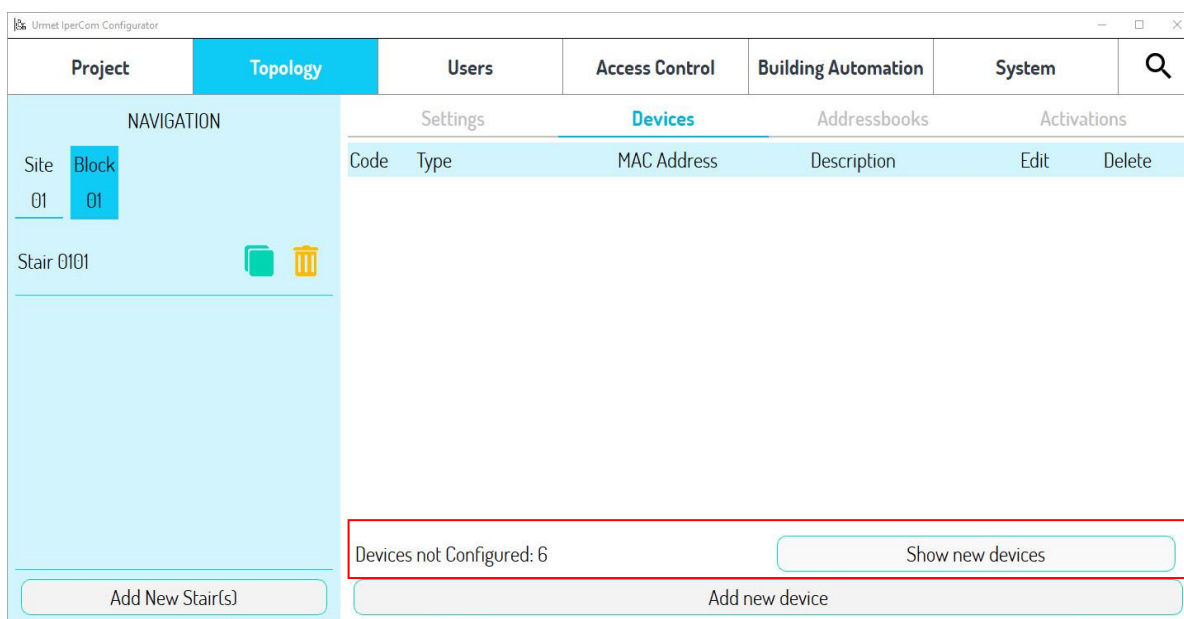 Urmet IperCom Configurator
Project Topology Users Access Control Building Automation System
NAVIGATION
Settings Devices Addressbooks Activations
Code Type MAC Address Description Edit Delete
Site Block
01 01
Stair 0101
Devices not Configured: 6 Show new devices
Add New Stair(s) Add new device